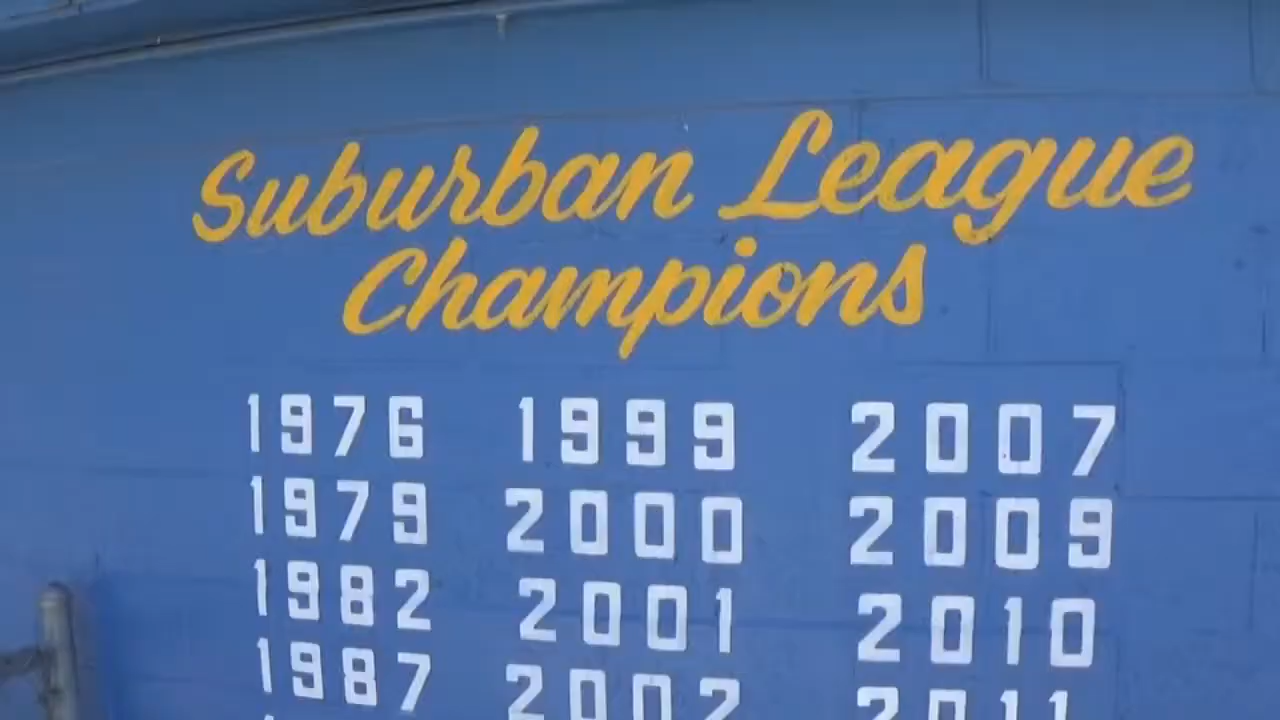 Suburban League
Champions
1976 1999 2007
1979 2000 2009
1982 2001 2010
1987 2002 2011